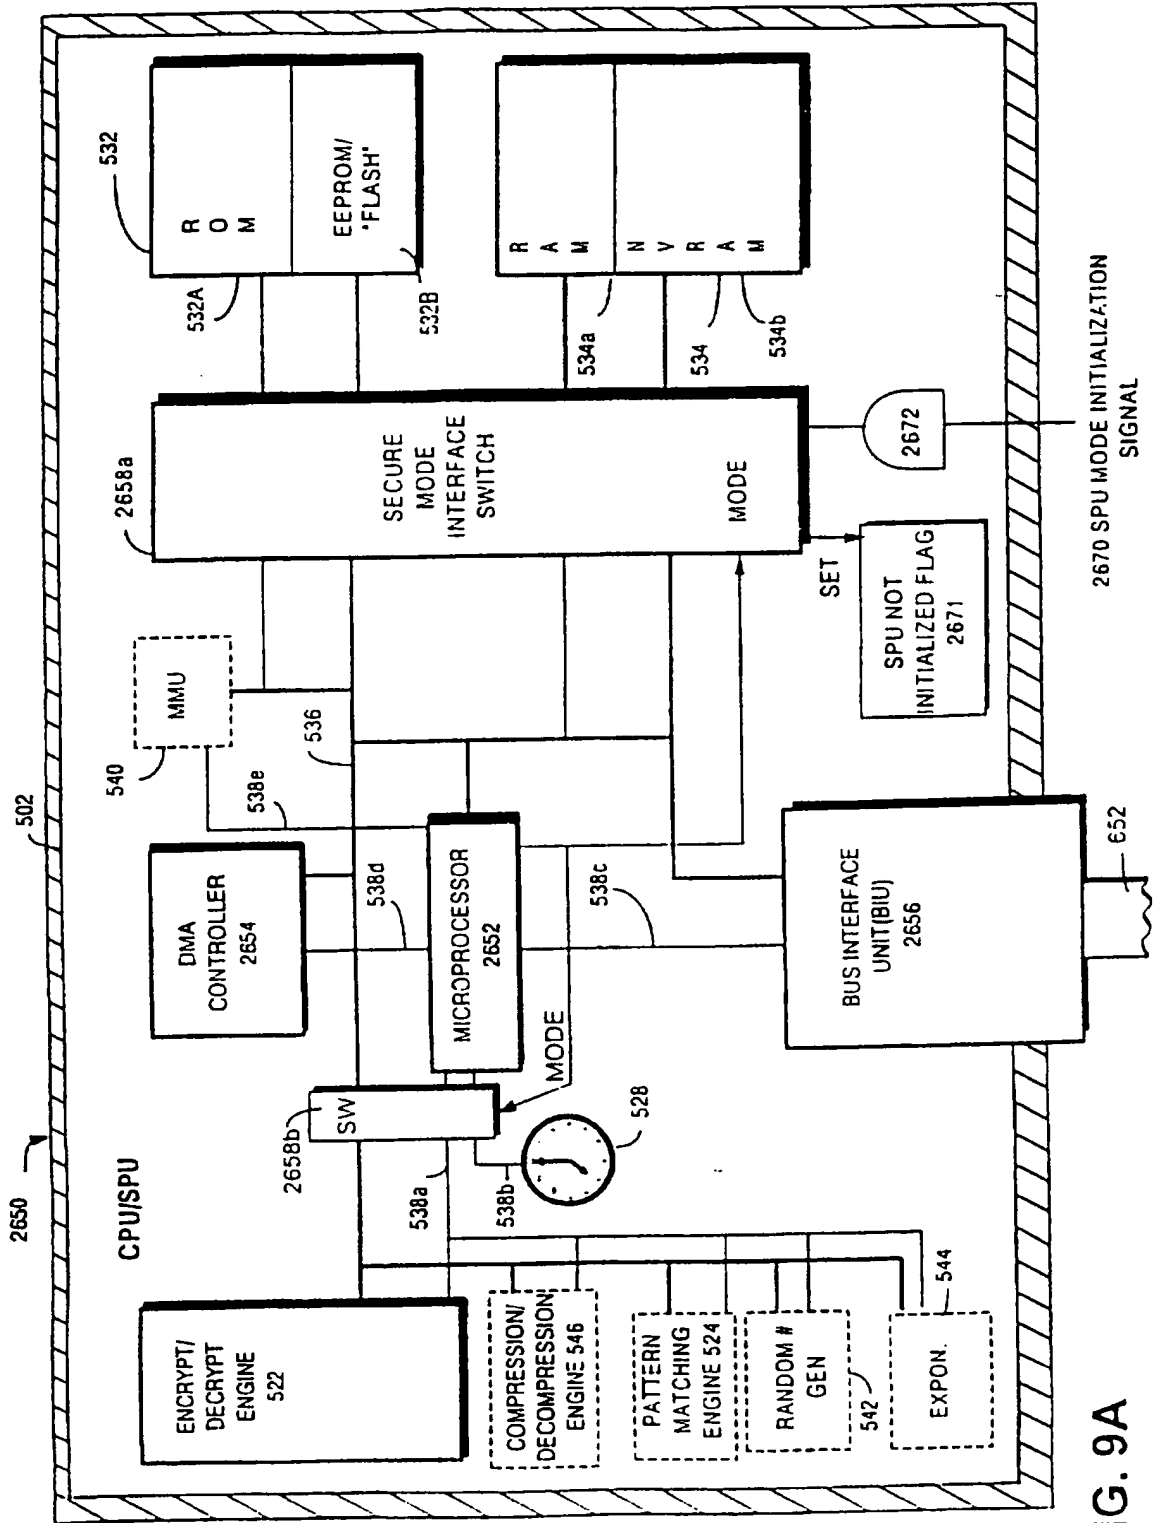 2650
502
CPU/SPU
ENCRYPT/
DECRYPT
ENGINE
522
DMA
CONTROLLER
2654
540
MMU
538e
536
538d
2658a
SECURE
MODE
INTERFACE
SWITCH
MODE
532
R
O
M
532A
EEPROM/
'FLASH'
532B
R
A
M
534a
N
V
R
A
M
534
534b
2658b
SW
538a
538b
MODE
528
MICROPROCESSOR
2652
538c
COMPRESSION/
DECOMPRESSION
ENGINE 546
PATTERN
MATCHING
ENGINE 524
RANDOM #
GEN
542
EXPON.
544
BUS INTERFACE
UNIT(BIU)
2656
652
SET
SPU NOT
INITIALIZED FLAG
2671
2672
2670 SPU MODE INITIALIZATION
SIGNAL
9A